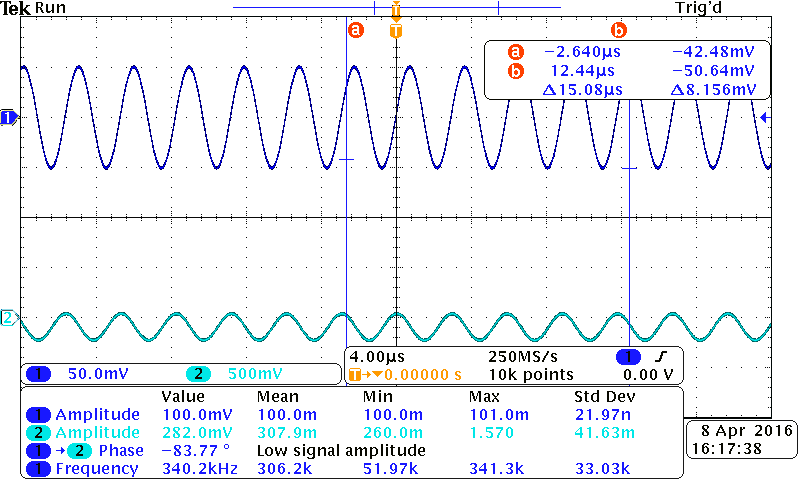 Tek Run Trig'd
T
a b
T
a -2.640µs -42.48mV
b 12.44µs -50.64mV
Δ15.08µs Δ8.156mV
1
2
1 50.0mV 2 500mV
4.00µs 250MS/s 1
T→▼0.00000 s 10k points 0.00 V
Value Mean Min Max Std Dev
1 Amplitude 100.0mV 100.0m 100.0m 101.0m 21.97n
2 Amplitude 282.0mV 307.9m 260.0m 1.570 41.63m
1 → 2 Phase -83.77 ° Low signal amplitude
1 Frequency 340.2kHz 306.2k 51.97k 341.3k 33.03k
8 Apr 2016
16:17:38